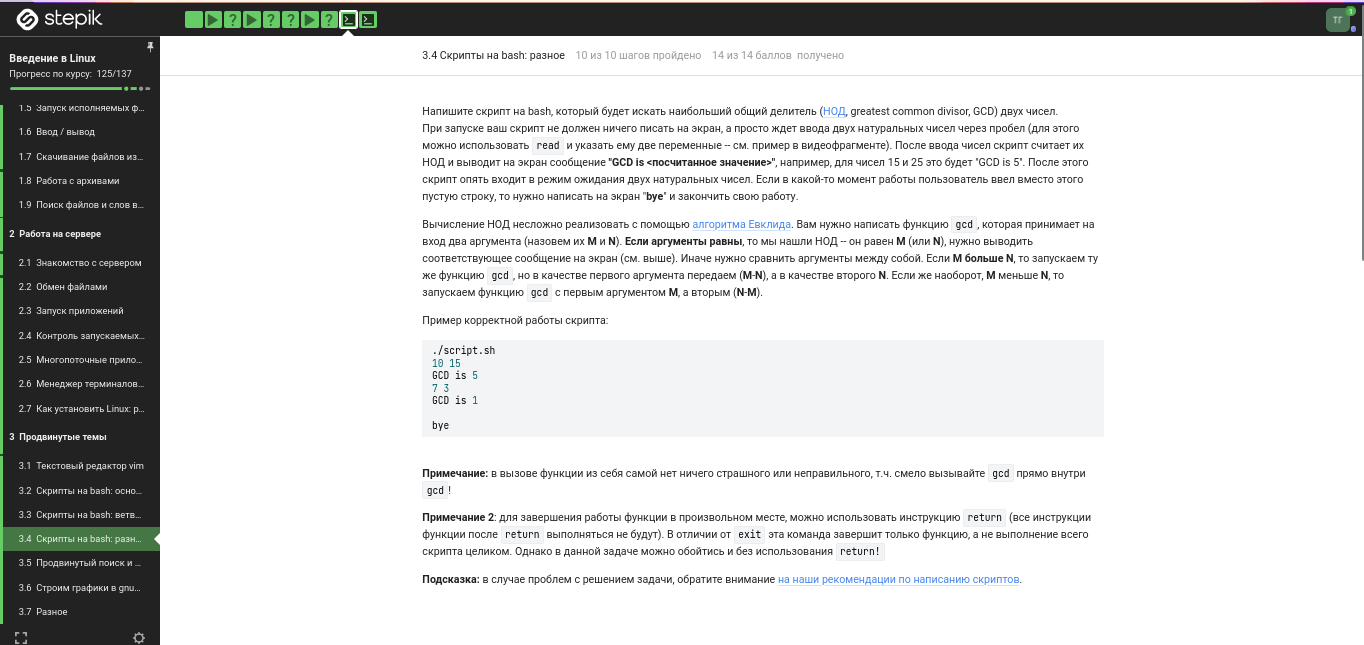 stepik
? ? ? ?
ТГ 1
Введение в Linux
Прогресс по курсу: 125/137
1.5 Запуск исполняемых ф...
1.6 Ввод / вывод
1.7 Скачивание файлов из...
1.8 Работа с архивами
1.9 Поиск файлов и слов в...
2 Работа на сервере
2.1 Знакомство с сервером
2.2 Обмен файлами
2.3 Запуск приложений
2.4 Контроль запускаемых...
2.5 Многопоточные прило...
2.6 Менеджер терминалов...
2.7 Как установить Linux: р...
3 Продвинутые темы
3.1 Текстовый редактор vim
3.2 Скрипты на bash: осно...
3.3 Скрипты на bash: ветв...
3.4 Скрипты на bash: разн...
3.5 Продвинутый поиск и ...
3.6 Строим графики в gnu...
3.7 Разное
3.4 Скрипты на bash: разное 10 из 10 шагов пройдено 14 из 14 баллов получено
Напишите скрипт на bash, который будет искать наибольший общий делитель (НОД, greatest common divisor, GCD) двух чисел.
При запуске ваш скрипт не должен ничего писать на экран, а просто ждет ввода двух натуральных чисел через пробел (для этого
можно использовать read и указать ему две переменные -- см. пример в видеофрагменте). После ввода чисел скрипт считает их
НОД и выводит на экран сообщение "GCD is <посчитанное значение>", например, для чисел 15 и 25 это будет "GCD is 5". После этого
скрипт опять входит в режим ожидания двух натуральных чисел. Если в какой-то момент работы пользователь ввел вместо этого
пустую строку, то нужно написать на экран "bye" и закончить свою работу.
Вычисление НОД несложно реализовать с помощью алгоритма Евклида. Вам нужно написать функцию gcd, которая принимает на
вход два аргумента (назовем их M и N). Если аргументы равны, то мы нашли НОД -- он равен M (или N), нужно выводить
соответствующее сообщение на экран (см. выше). Иначе нужно сравнить аргументы между собой. Если M больше N, то запускаем ту
же функцию gcd, но в качестве первого аргумента передаем (M-N), а в качестве второго N. Если же наоборот, M меньше N, то
запускаем функцию gcd с первым аргументом M, а вторым (N-M).
Пример корректной работы скрипта:
./script.sh
10 15
GCD is 5
7 3
GCD is 1
bye
Примечание: в вызове функции из себя самой нет ничего страшного или неправильного, т.ч. смело вызывайте gcd прямо внутри
gcd!
Примечание 2: для завершения работы функции в произвольном месте, можно использовать инструкцию return (все инструкции
функции после return выполняться не будут). В отличии от exit эта команда завершит только функцию, а не выполнение всего
скрипта целиком. Однако в данной задаче можно обойтись и без использования return!
Подсказка: в случае проблем с решением задачи, обратите внимание на наши рекомендации по написанию скриптов.